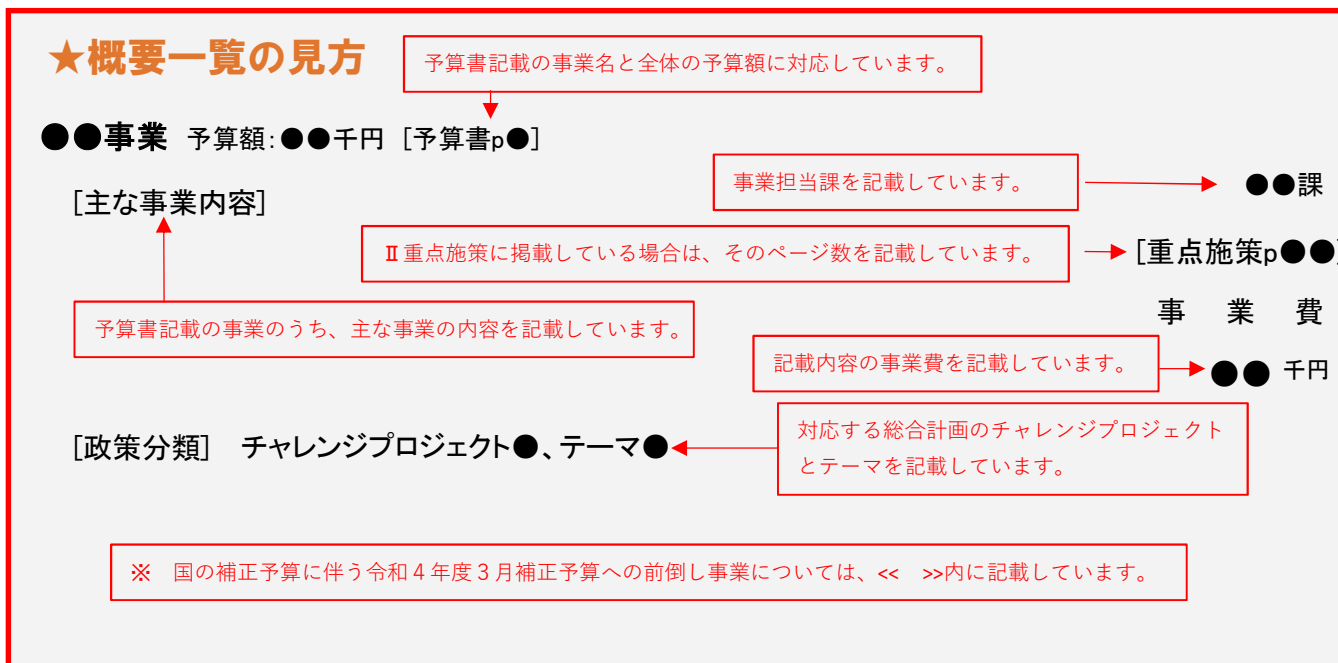 ★概要一覧の見方
予算書記載の事業名と全体の予算額に対応しています。
●●事業 予算額:●●千円 [予算書p●]
事業担当課を記載しています。
●●課
[主な事業内容]
Ⅱ重点施策に掲載している場合は、そのページ数を記載しています。
[重点施策p●●]
予算書記載の事業のうち、主な事業の内容を記載しています。
事 業 費
記載内容の事業費を記載しています。
●● 千円
[政策分類] チャレンジプロジェクト●、テーマ●
対応する総合計画のチャレンジプロジェクト
とテーマを記載しています。
※ 国の補正予算に伴う令和4年度3月補正予算への前倒し事業については、<< >>内に記載しています。